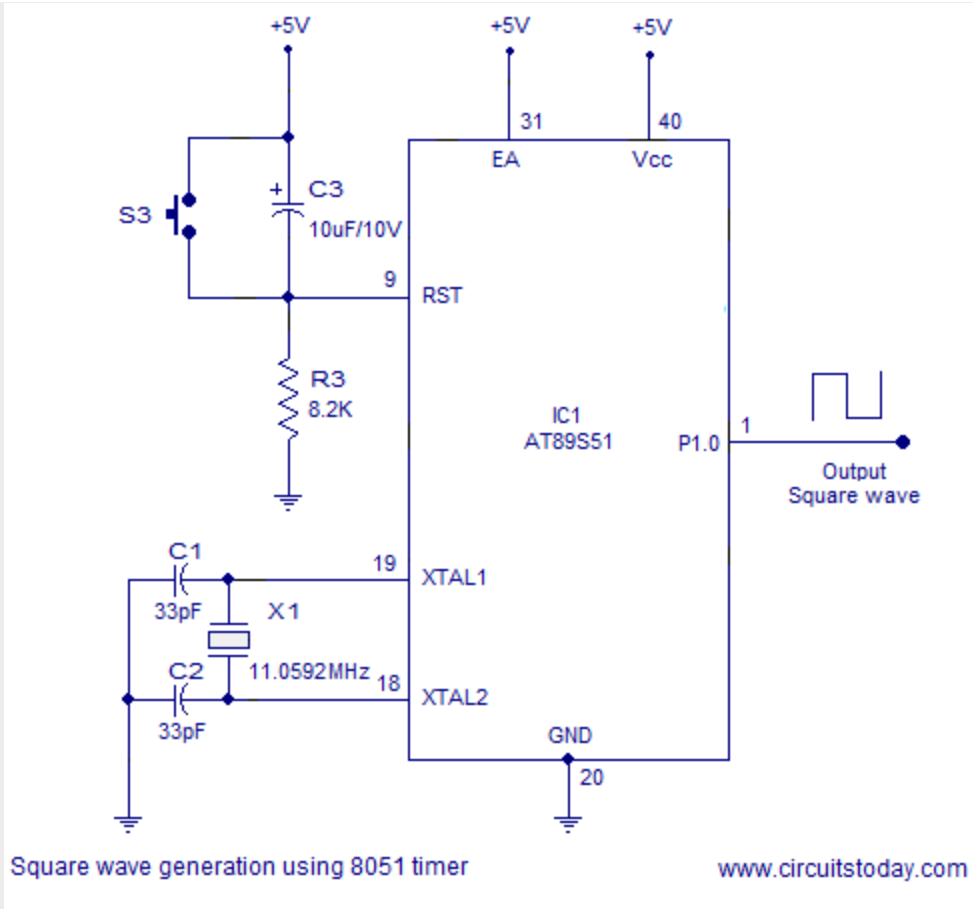 +5V
+5V
+5V
31
40
EA
Vcc
S3
+
C3
10uF/10V
9
RST
R3
8.2K
IC1
AT89S51
P1.0
1
Output
Square wave
C1
33pF
19
XTAL1
X1
C2
33pF
11.0592MHz
18
XTAL2
GND
20
Square wave generation using 8051 timer
www.circuitstoday.com